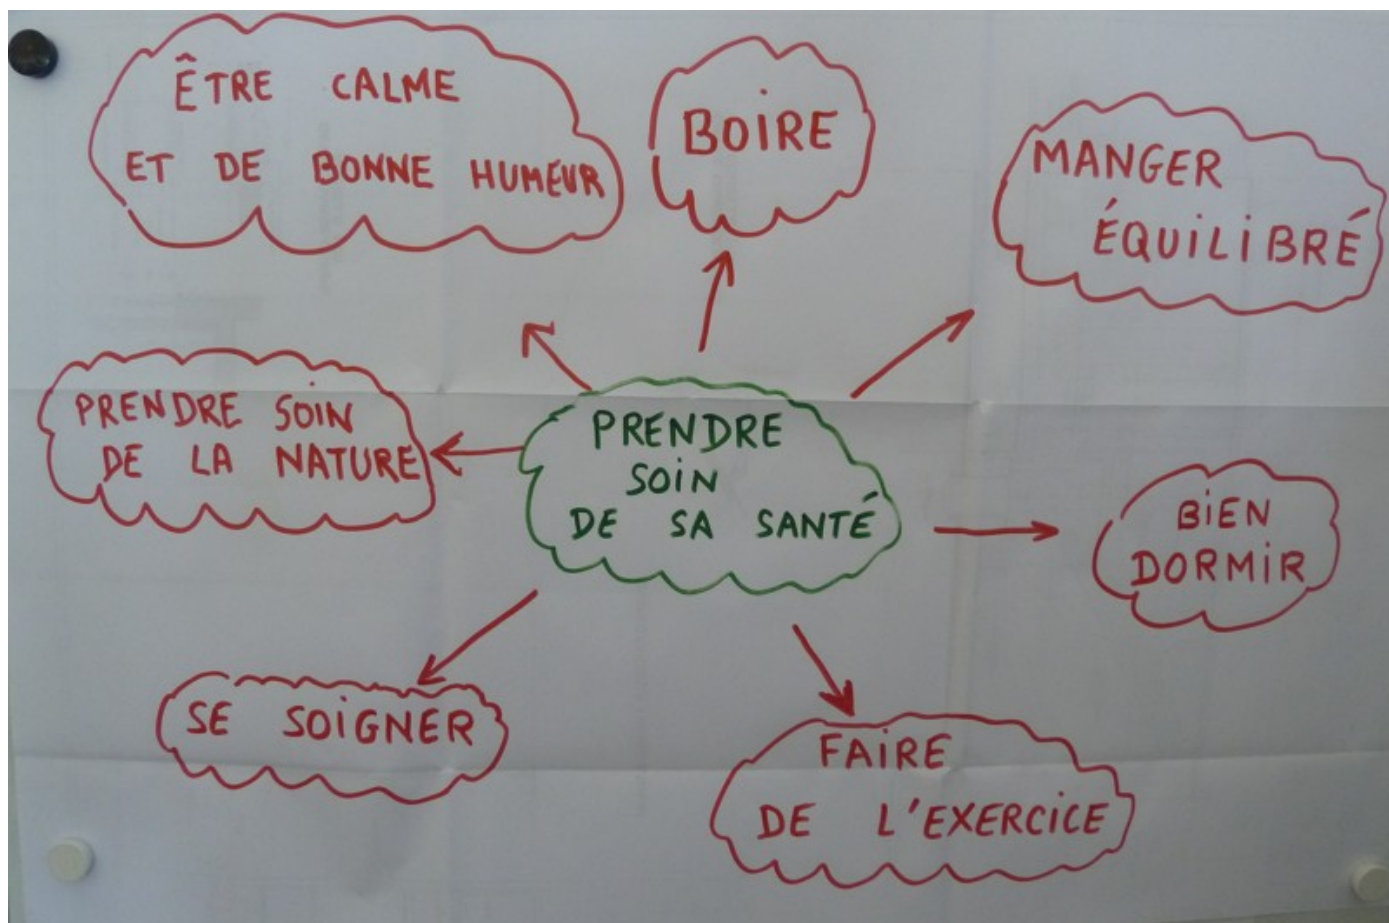 ÊTRE CALME
ET DE BONNE HUMEUR
BOIRE
MANGER
ÉQUILIBRÉ
PRENDRE SOIN
DE LA NATURE
PRENDRE
SOIN
DE SA SANTÉ
BIEN
DORMIR
SE SOIGNER
FAIRE
DE L'EXERCICE